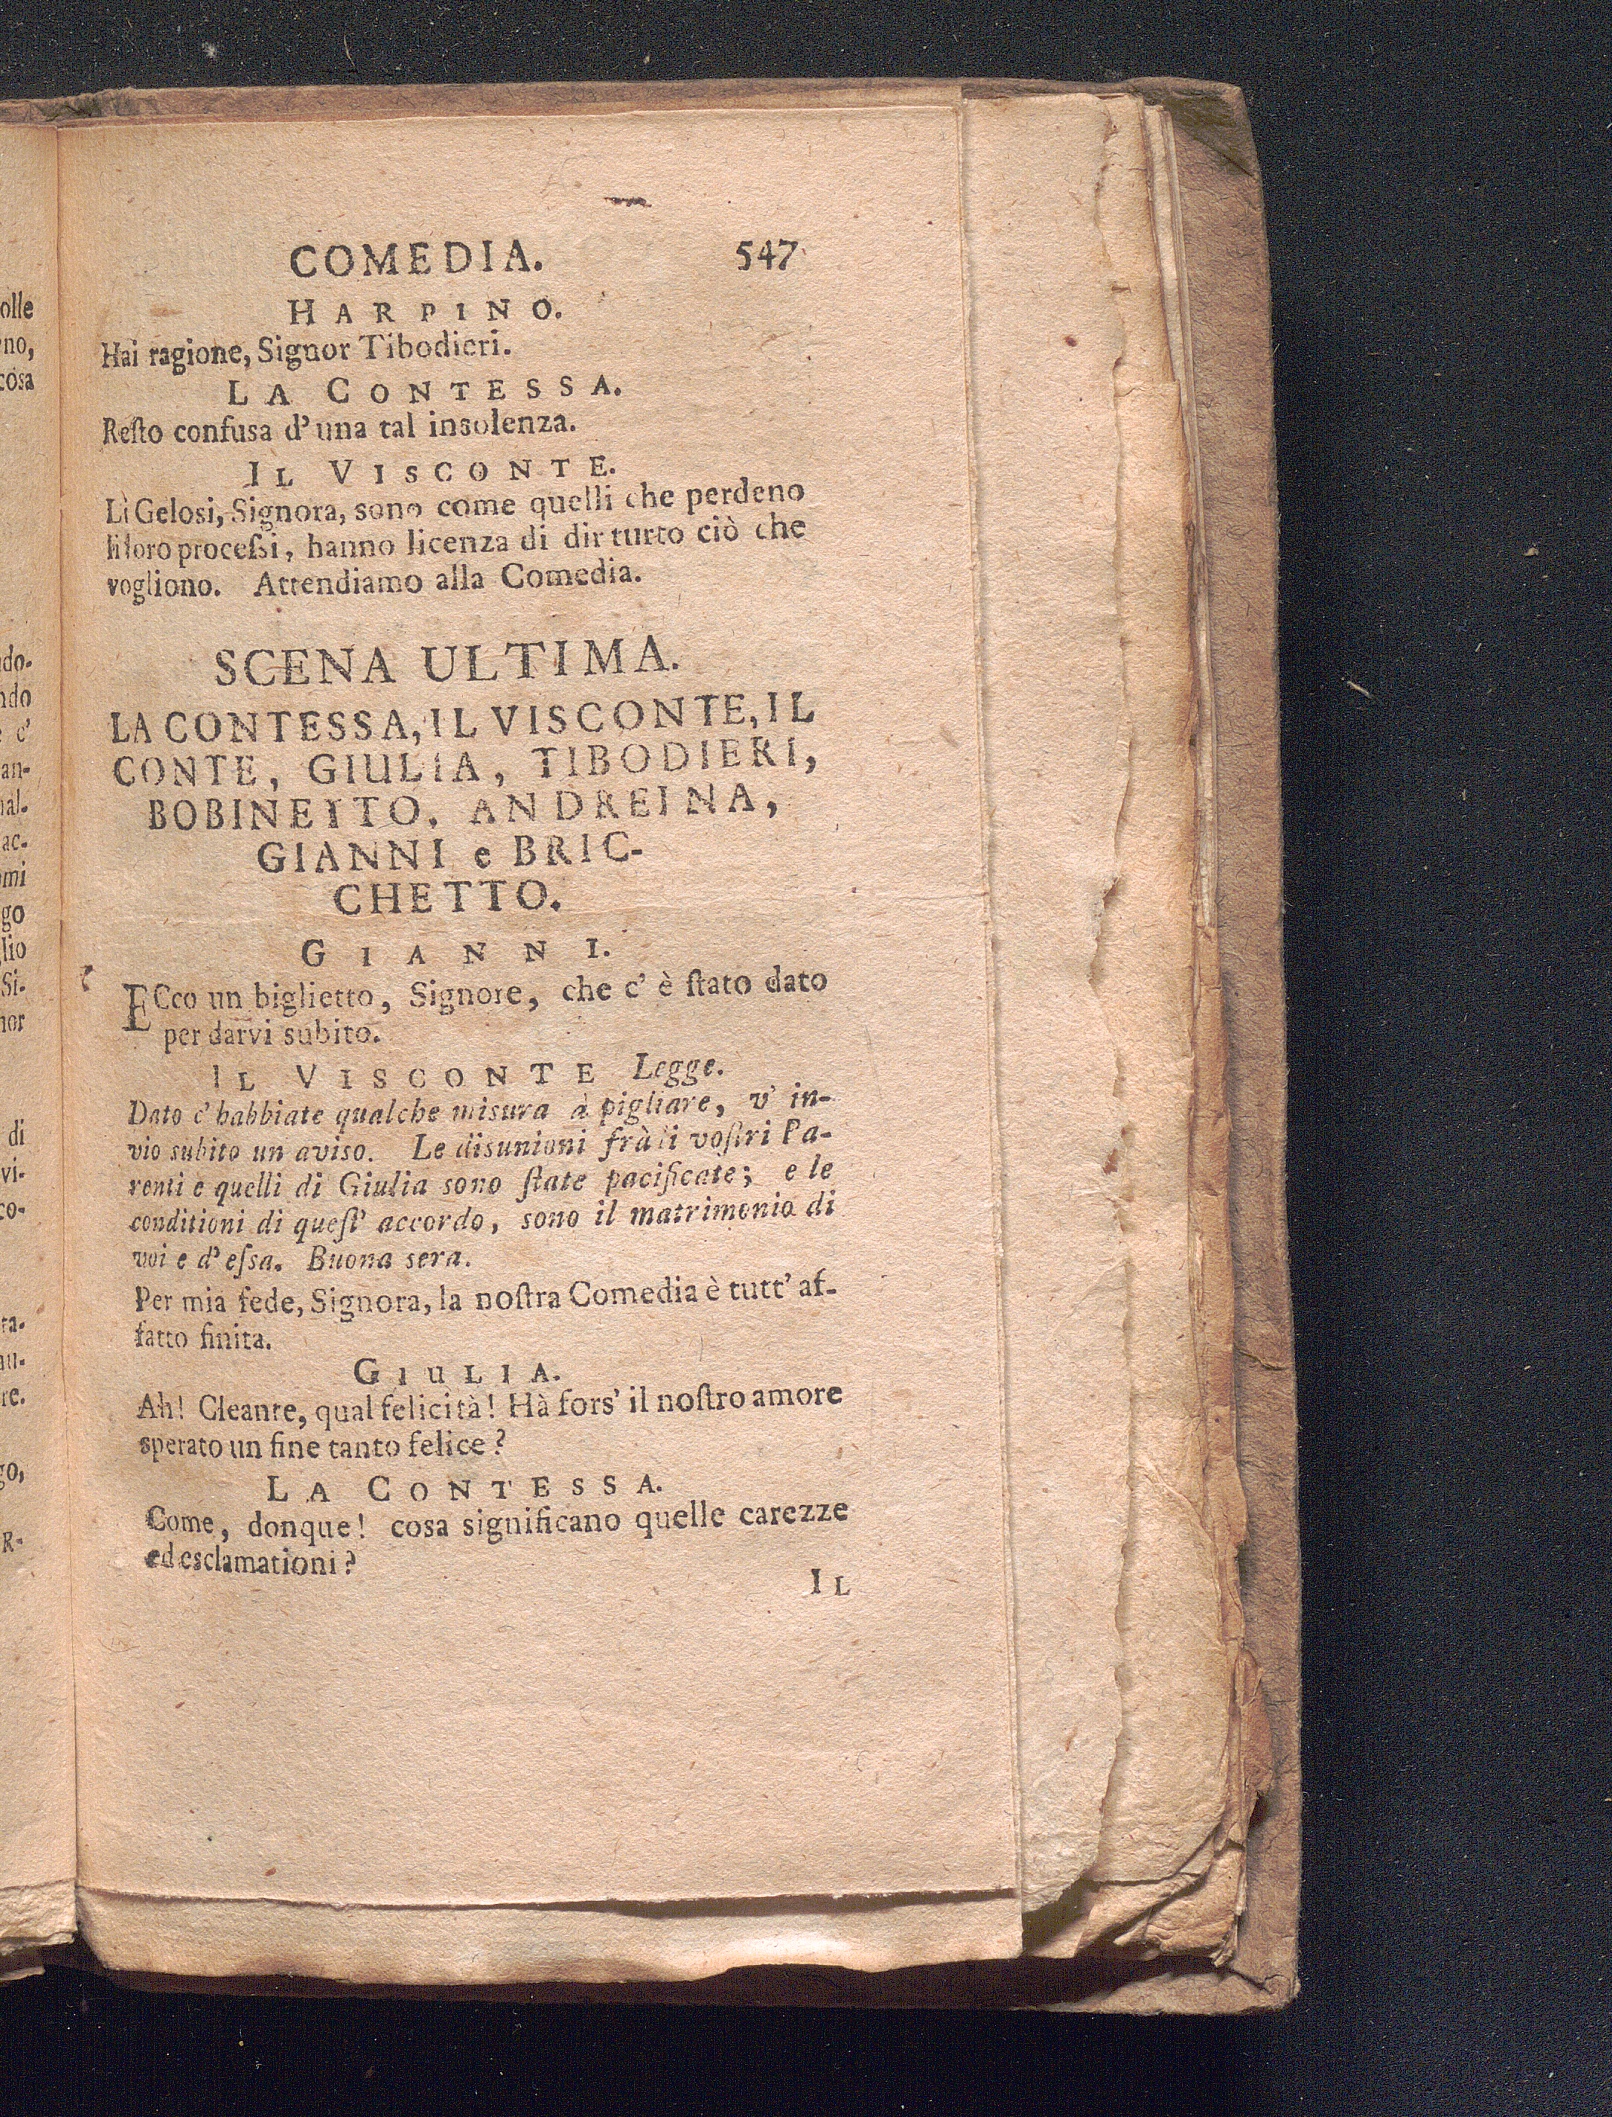 COMEDIA. 547
HARPINO.
Hai ragione, Signor Tibodieri.
LA CONTESSA.
Reſto confusa d'una tal insolenza.
IL VISCONTE.
Li Gelosi, Signora, sono come quelli che perdeno
li loro proceſsi, hanno licenza di dir turto ciò che
vogliono. Attendiamo alla Comedia.
SCENA ULTIMA.
LA CONTESSA, IL VISCONTE, IL
CONTE, GIULIA, TIBODIERI,
BOBINETTO, ANDREINA,
GIANNI e BRIC-
CHETTO.
GIANNI.
ECco un biglietto, Signore, che c' è ſtato dato
per darvi subito.
IL VISCONTE Legge.
Dato c'habbiate qualche misura à pigliare, v' in-
vio subito un aviso. Le disunioni frà li voſtri Pa-
renti e quelli di Giulia sono ſtate pacificate; e le
conditioni di queſt' accordo, sono il matrimonio di
voi e d' eſsa. Buona sera.
Per mia fede, Signora, la noſtra Comedia è tutt' af-
fatto finita.
GIULIA.
Ah! Cleante, qual felicità! Hà fors' il noſtro amore
sperato un fine tanto felice?
LA CONTESSA.
Come, donque! cosa significano quelle carezze
ed esclamationi?
IL